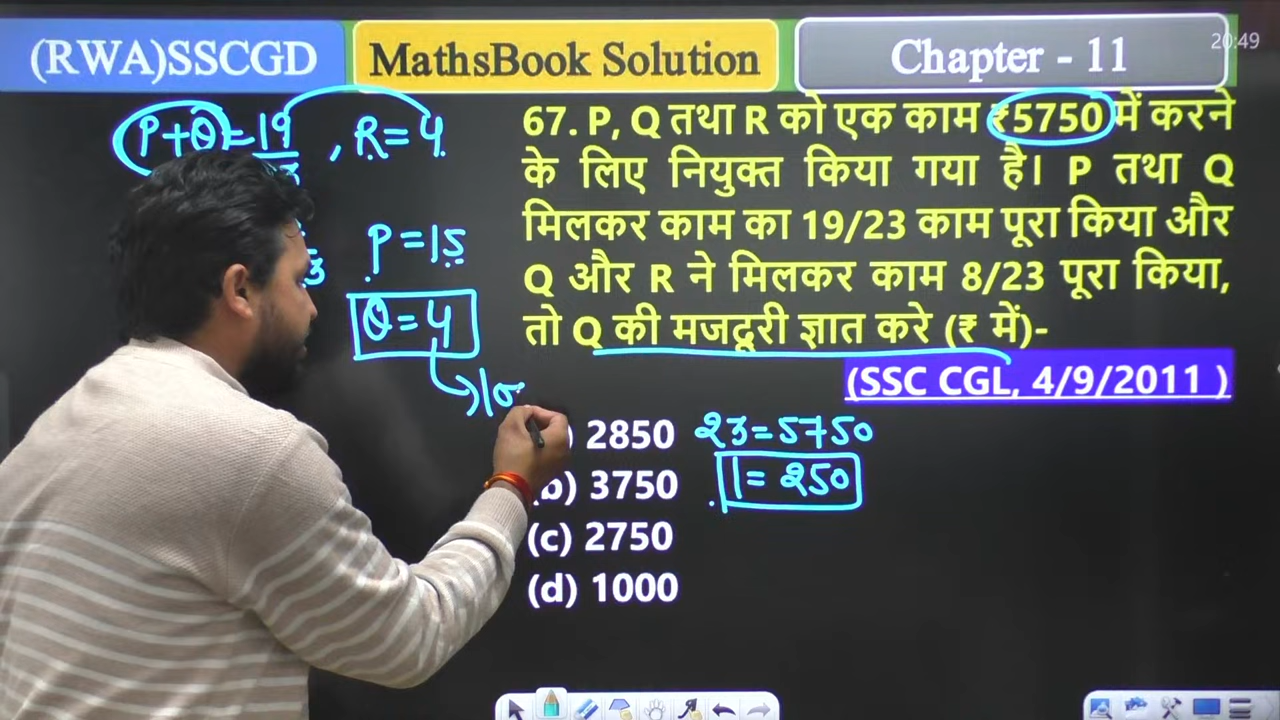 (RWA)SSCGD
MathsBook Solution
Chapter - 11
20:49
P+Q=19 , R=4
3
3
P=15
Q=4
67. P, Q तथा R को एक काम ₹5750 में करने
के लिए नियुक्त किया गया है। P तथा Q
मिलकर काम का 19/23 काम पूरा किया और
Q और R ने मिलकर काम 8/23 पूरा किया,
तो Q की मजदूरी ज्ञात करे (₹ में)-
(SSC CGL, 4/9/2011 )
) 2850
(b) 3750
(c) 2750
(d) 1000
23=5750
1=250